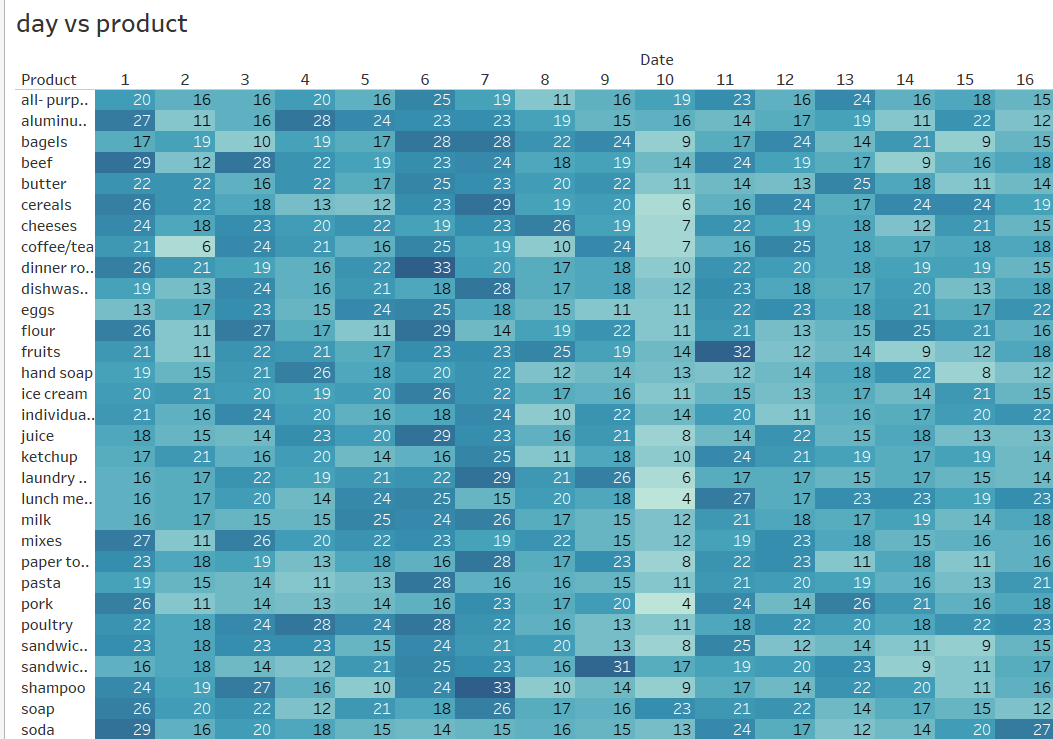 day vs product
Date
Product 1 2 3 4 5 6 7 8 9 10 11 12 13 14 15 16
all- purp.. 20 16 16 20 16 25 19 11 16 19 23 16 24 16 18 15
aluminu.. 27 11 16 28 24 23 23 19 15 16 14 17 19 11 22 12
bagels 17 19 10 19 17 28 28 22 24 9 17 24 14 21 9 15
beef 29 12 28 22 19 23 24 18 19 14 24 19 17 9 16 18
butter 22 22 16 22 17 25 23 20 22 11 14 13 25 18 11 14
cereals 26 22 18 13 12 23 29 19 20 6 16 24 17 24 24 19
cheeses 24 18 23 20 22 19 23 26 19 7 22 19 18 12 21 15
coffee/tea 21 6 24 21 16 25 19 10 24 7 16 25 18 17 18 18
dinner ro.. 26 21 19 16 22 33 20 17 18 10 22 20 18 19 19 15
dishwas.. 19 13 24 16 21 18 28 17 18 12 23 18 17 20 13 18
eggs 13 17 23 15 24 25 18 15 11 11 22 23 18 21 17 22
flour 26 11 27 17 11 29 14 19 22 11 21 13 15 25 21 16
fruits 21 11 22 21 17 23 23 25 19 14 32 12 14 9 12 18
hand soap 19 15 21 26 18 20 22 12 14 13 12 14 18 22 8 12
ice cream 20 21 20 19 20 26 22 17 16 11 15 13 17 14 21 15
individua.. 21 16 24 20 16 18 24 10 22 14 20 11 16 17 20 22
juice 18 15 14 23 20 29 23 16 21 8 14 22 15 18 13 13
ketchup 17 21 16 20 14 16 25 11 18 10 24 21 19 17 19 14
laundry .. 16 17 22 19 21 22 29 21 26 6 17 17 15 17 15 14
lunch me.. 16 17 20 14 24 25 15 20 18 4 27 17 23 23 19 23
milk 16 17 15 15 25 24 26 17 15 12 21 18 17 19 14 18
mixes 27 11 26 20 22 23 19 22 15 12 19 23 18 15 16 16
paper to.. 23 18 19 13 18 16 28 17 23 8 22 23 11 18 11 16
pasta 19 15 14 11 13 28 16 16 15 11 21 20 19 16 13 21
pork 26 11 14 13 14 16 23 17 20 4 24 14 26 21 16 18
poultry 22 18 24 28 24 28 22 16 13 11 18 22 20 18 22 23
sandwic.. 23 18 23 23 15 24 21 20 13 8 25 12 14 11 9 15
sandwic.. 16 18 14 12 21 25 23 16 31 17 19 20 23 9 11 17
shampoo 24 19 27 16 10 24 33 10 14 9 17 14 22 20 11 16
soap 26 20 22 12 21 18 26 17 16 23 21 22 14 17 15 12
soda 29 16 20 18 15 14 15 16 15 13 24 17 12 14 20 27